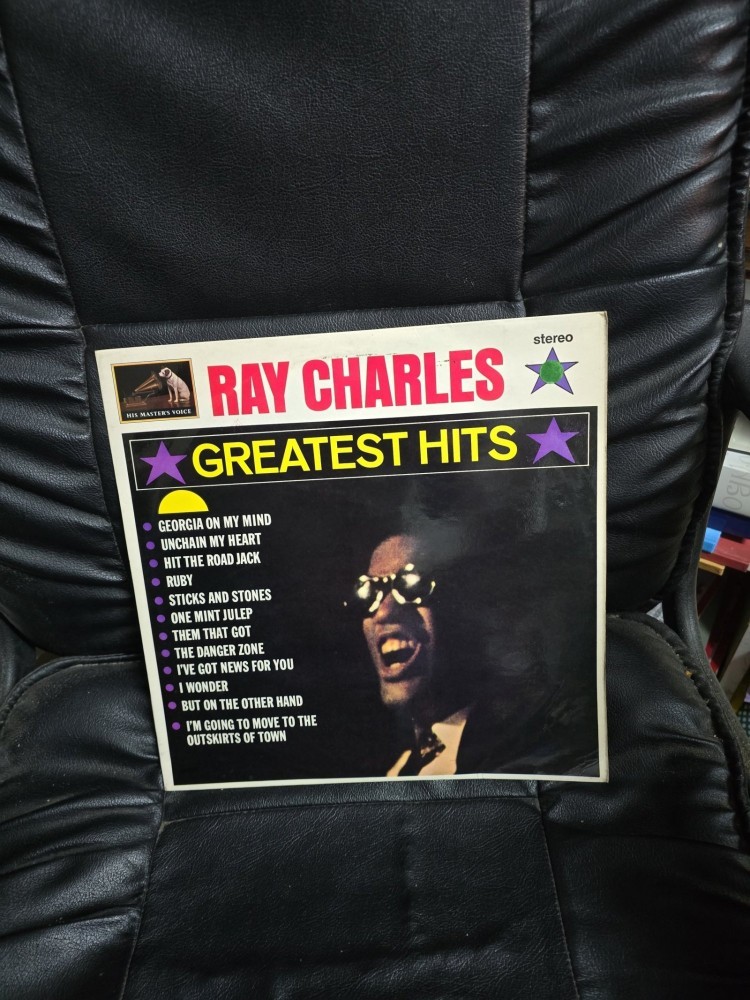 stereo
HIS MASTER'S VOICE
RAY CHARLES
GREATEST HITS
GEORGIA ON MY MIND
UNCHAIN MY HEART
HIT THE ROAD JACK
RUBY
STICKS AND STONES
ONE MINT JULEP
THEM THAT GOT
THE DANGER ZONE
I'VE GOT NEWS FOR YOU
I WONDER
BUT ON THE OTHER HAND
I'M GOING TO MOVE TO THE
OUTSKIRTS OF TOWN